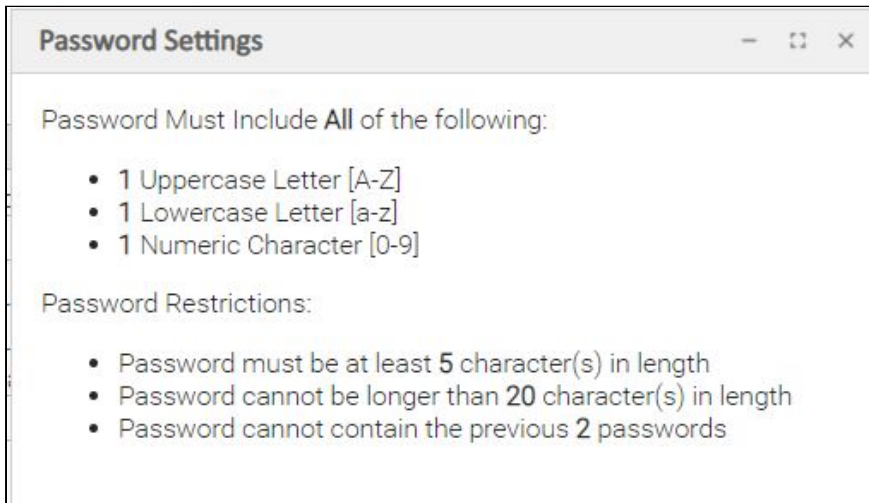 Password Settings
Password Must Include All of the following:
• 1 Uppercase Letter [A-Z]
• 1 Lowercase Letter [a-z]
• 1 Numeric Character [0-9]
Password Restrictions:
• Password must be at least 5 character(s) in length
• Password cannot be longer than 20 character(s) in length
• Password cannot contain the previous 2 passwords